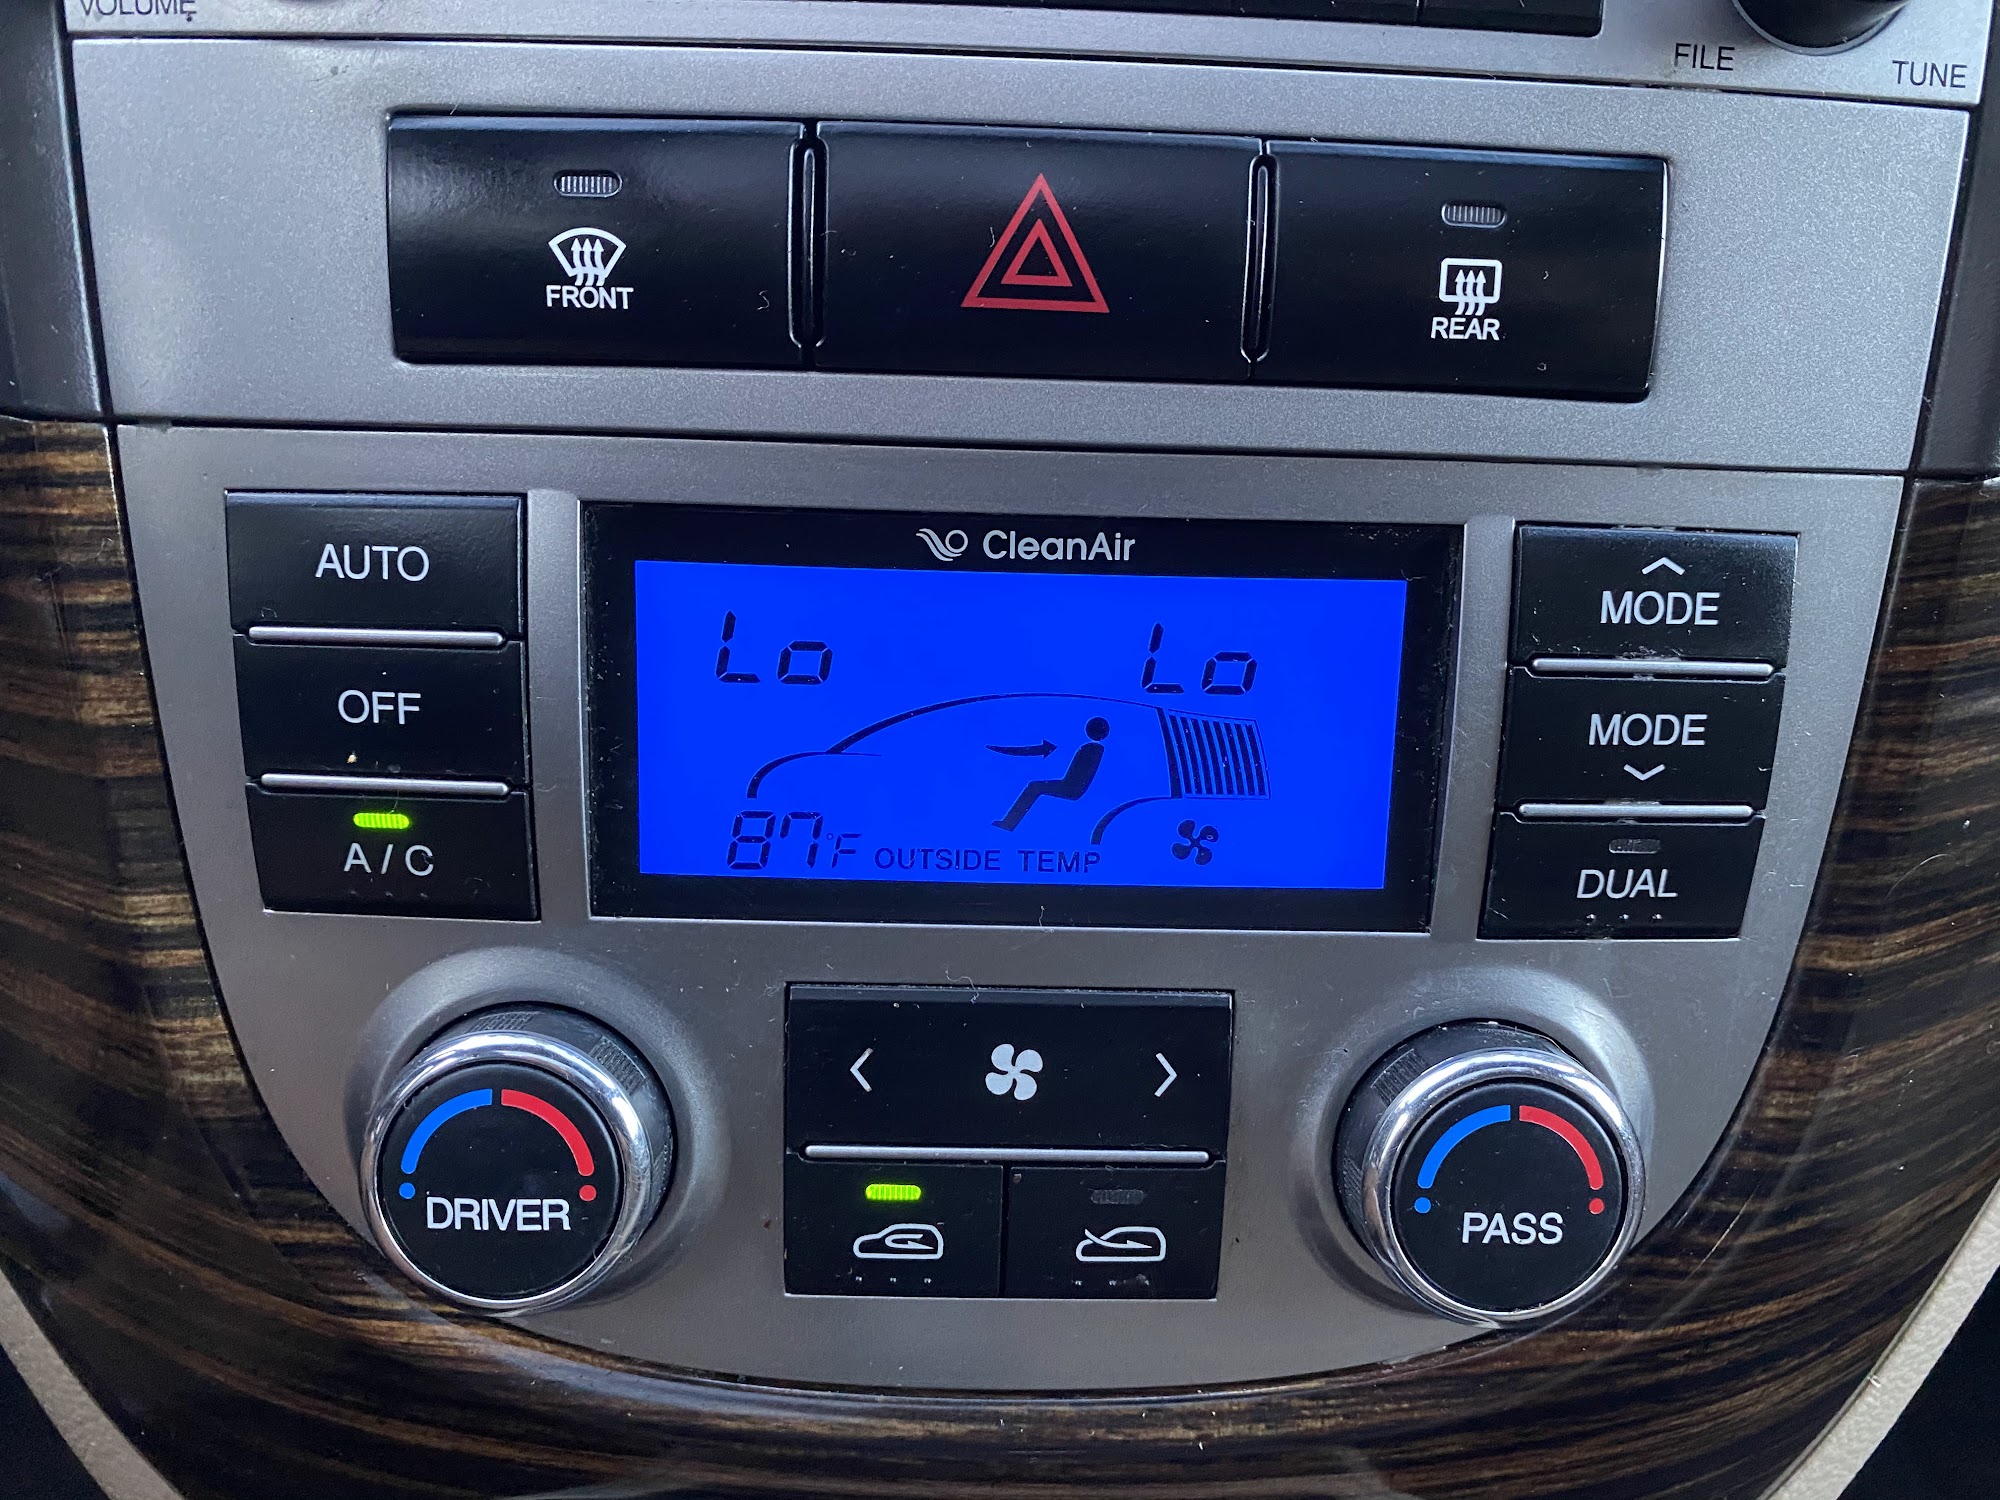 VOLUME
FILE
TUNE
FRONT
REAR
CleanAir
AUTO
OFF
A/C
Lo
Lo
87°F OUTSIDE TEMP
MODE
MODE
DUAL
DRIVER
PASS